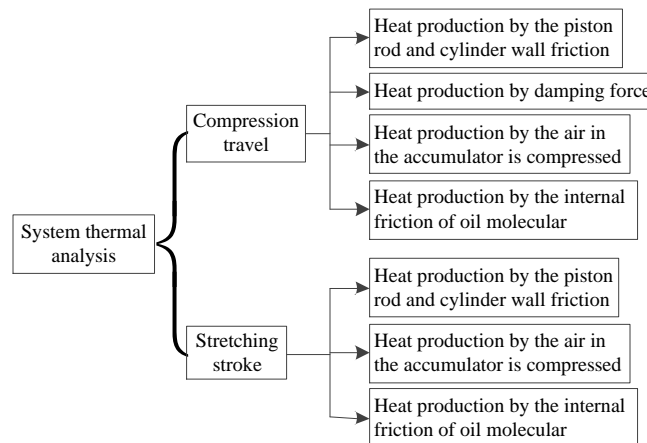 System thermal
analysis
Compression
travel
Heat production by the piston
rod and cylinder wall friction
Heat production by damping force
Heat production by the air in
the accumulator is compressed
Heat production by the internal
friction of oil molecular
Stretching
stroke
Heat production by the piston
rod and cylinder wall friction
Heat production by the air in
the accumulator is compressed
Heat production by the internal
friction of oil molecular